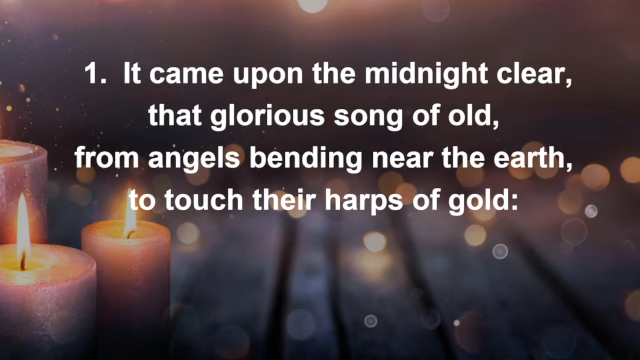 1. It came upon the midnight clear,
that glorious song of old,
from angels bending near the earth,
to touch their harps of gold: